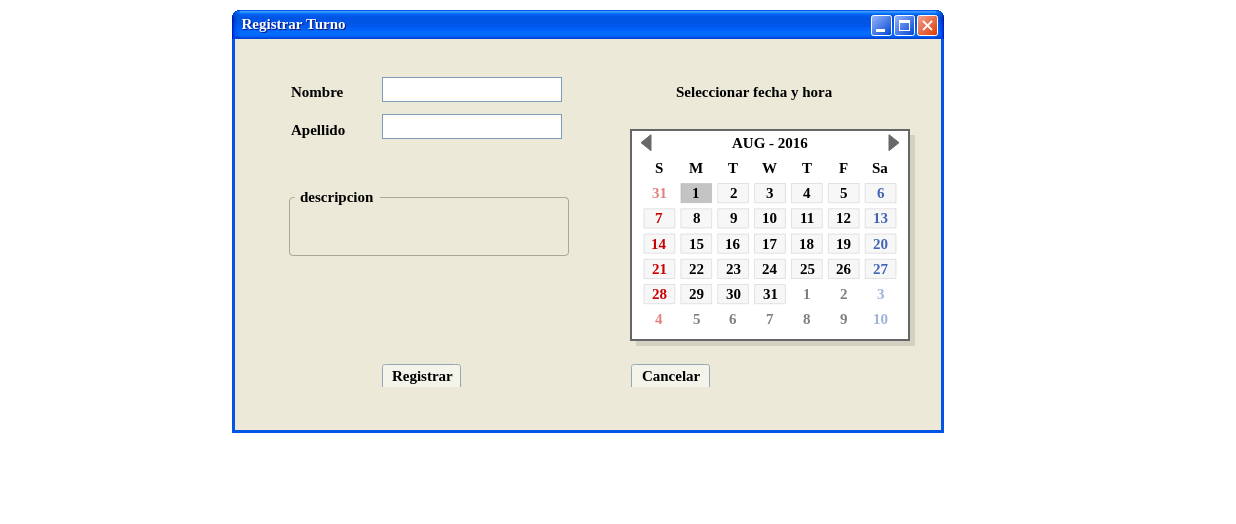 Registrar Turno
Nombre
Seleccionar fecha y hora
Apellido
AUG - 2016
S M T W T F Sa
31 1 2 3 4 5 6
descripcion
7 8 9 10 11 12 13
14 15 16 17 18 19 20
21 22 23 24 25 26 27
28 29 30 31 1 2 3
4 5 6 7 8 9 10
Registrar
Cancelar